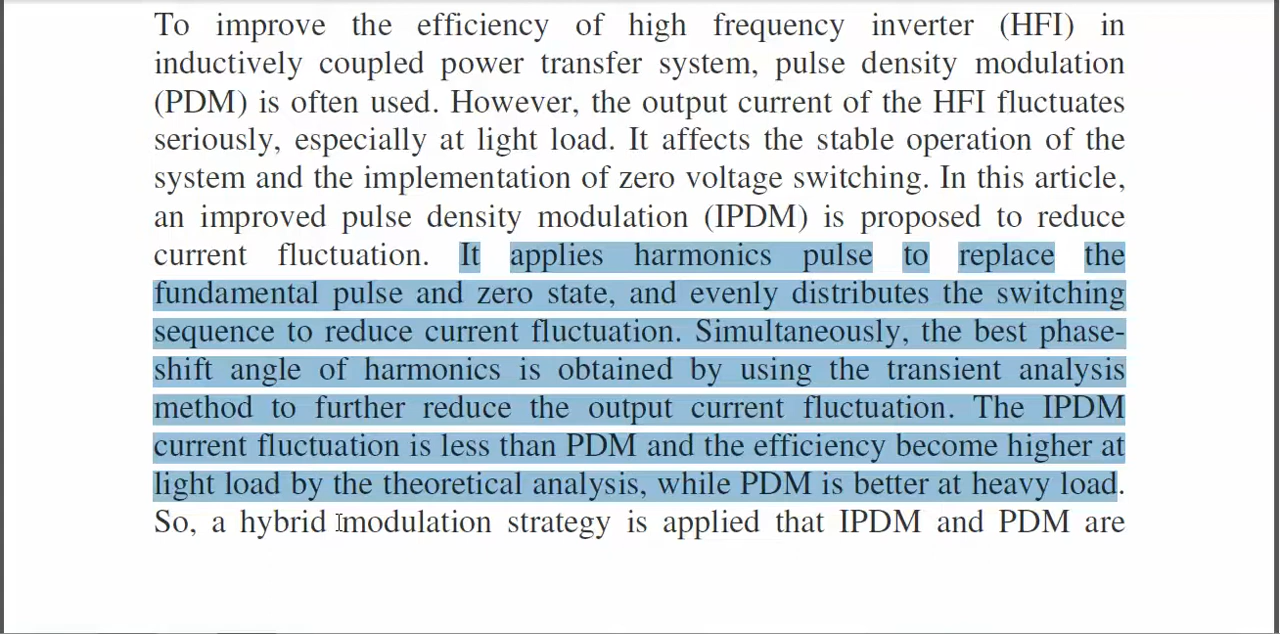 To improve the efficiency of high frequency inverter (HFI) in
inductively coupled power transfer system, pulse density modulation
(PDM) is often used. However, the output current of the HFI fluctuates
seriously, especially at light load. It affects the stable operation of the
system and the implementation of zero voltage switching. In this article,
an improved pulse density modulation (IPDM) is proposed to reduce
current fluctuation. It applies harmonics pulse to replace the
fundamental pulse and zero state, and evenly distributes the switching
sequence to reduce current fluctuation. Simultaneously, the best phase-
shift angle of harmonics is obtained by using the transient analysis
method to further reduce the output current fluctuation. The IPDM
current fluctuation is less than PDM and the efficiency become higher at
light load by the theoretical analysis, while PDM is better at heavy load.
So, a hybrid modulation strategy is applied that IPDM and PDM are